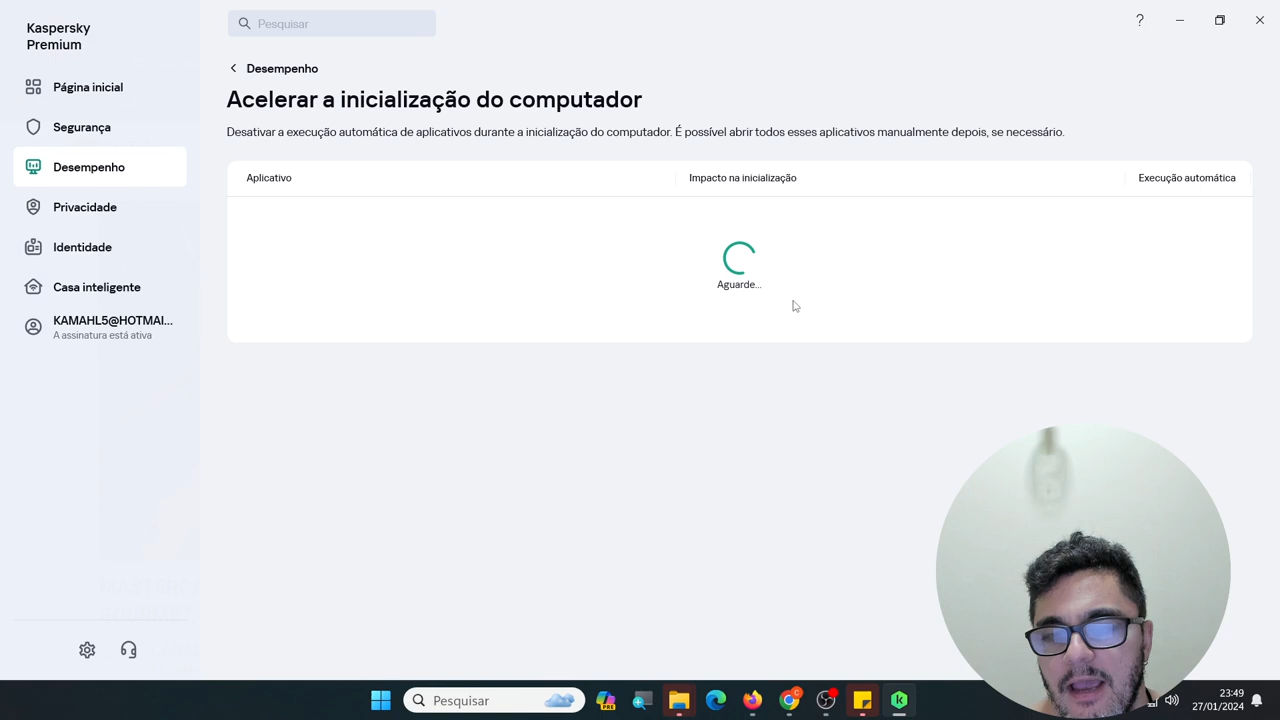 Kaspersky
Premium
Pesquisar
?
Página inicial
Segurança
Desempenho
Privacidade
Identidade
Casa inteligente
KAMAHL5@HOTMAI...
A assinatura está ativa
Desempenho
Acelerar a inicialização do computador
Desativar a execução automática de aplicativos durante a inicialização do computador. É possível abrir todos esses aplicativos manualmente depois, se necessário.
Aplicativo
Impacto na inicialização
Execução automática
Aguarde...
Pesquisar
PRE
C
23:49
27/01/2024